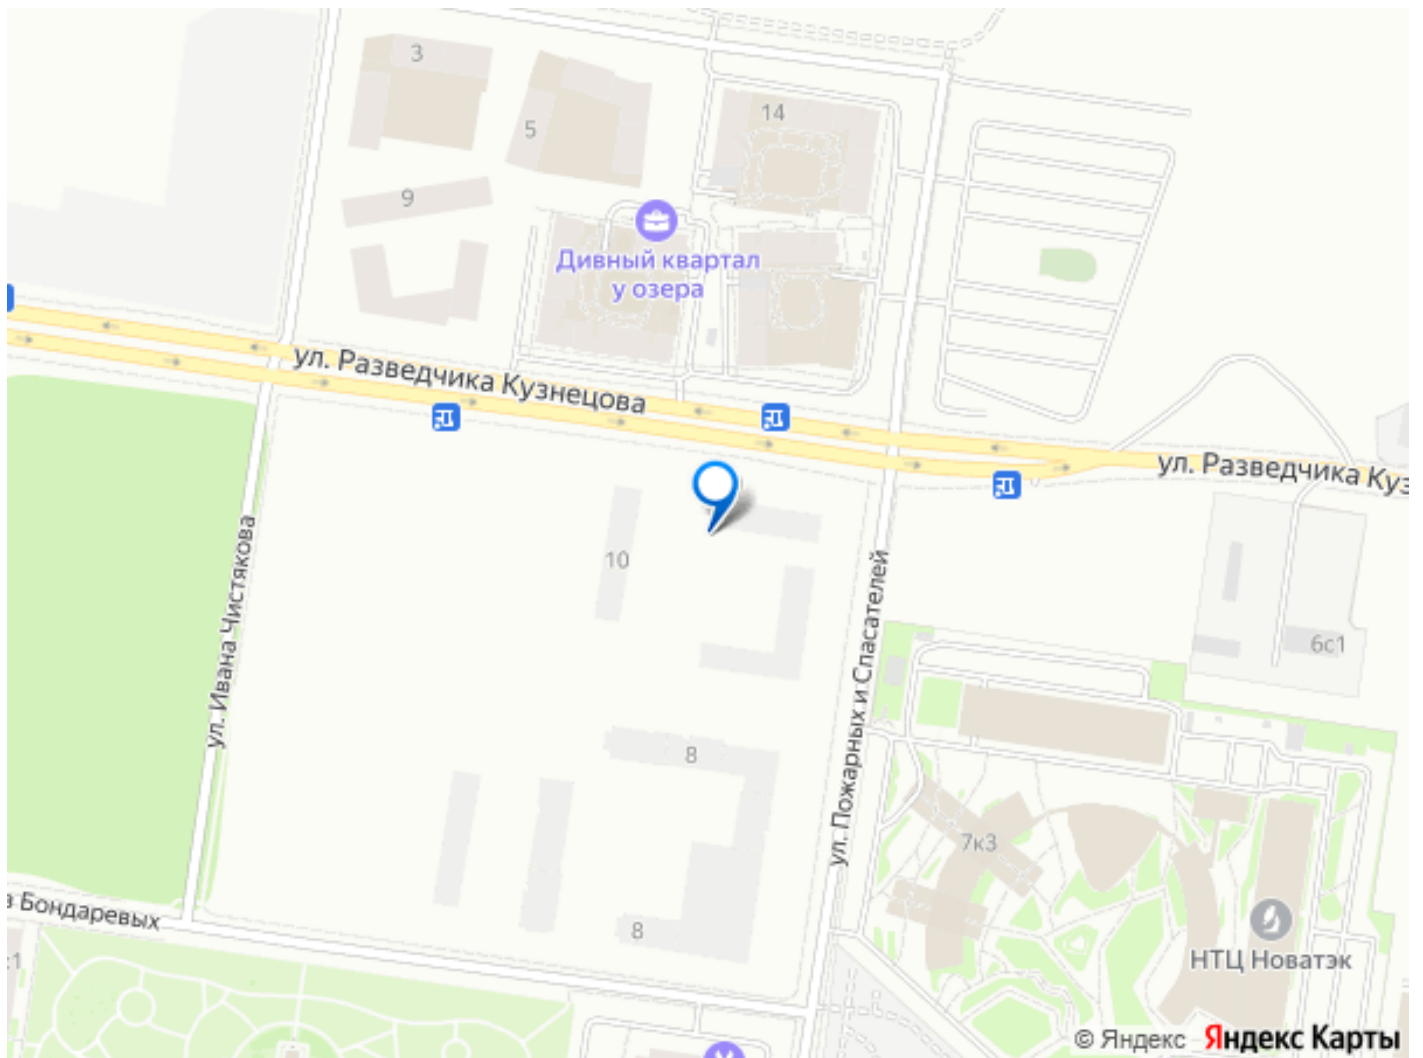 3
5
14
9
Дивный квартал
у озера
ул. Разведчика Кузнецова
ул. Разведчика Куз
10
ул. Ивана Чистякова
ул. Пожарных и Спасателей
6с1
8
7к3
8
Бондаревых
НТЦ Новатэк
© Яндекс Яндекс Карты